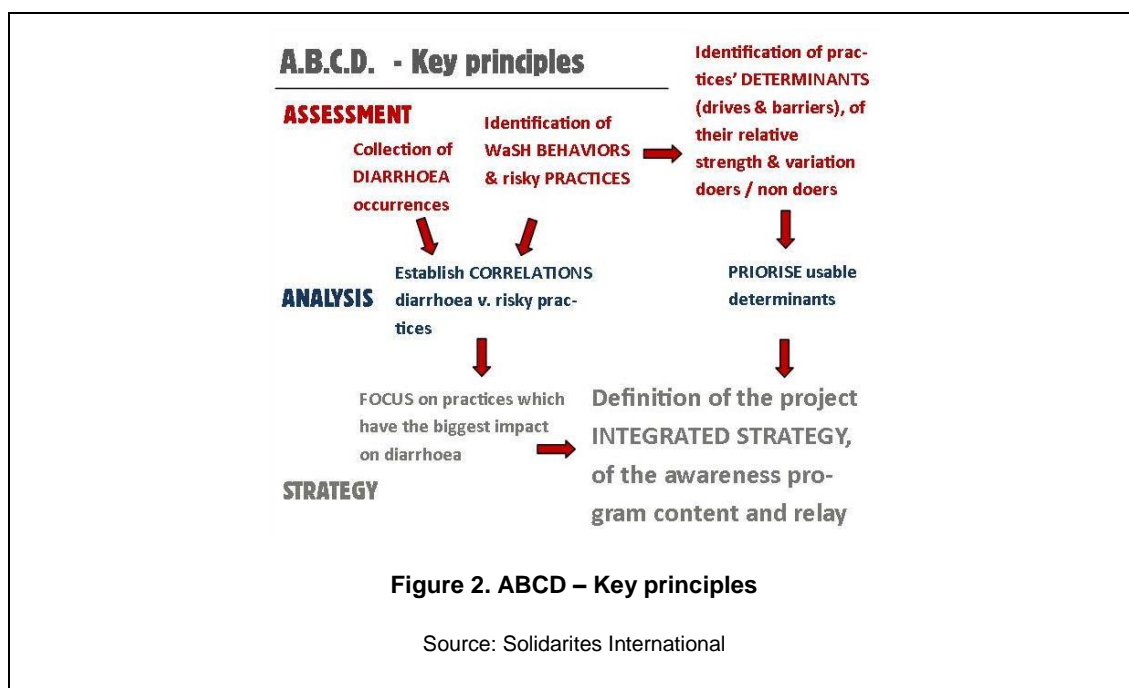 A.B.C.D. - Key principles
ASSESSMENT
Collection of
DIARRHOEA
occurrences
Identification of
WaSH BEHAVIORS
& risky PRACTICES
Identification of prac-
tices' DETERMINANTS
(drives & barriers), of
their relative
strength & variation
doers / non doers
ANALYSIS
Establish CORRELATIONS
diarrhoea v. risky prac-
tices
PRIORISE usable
determinants
STRATEGY
FOCUS on practices which
have the biggest impact
on diarrhoea
Definition of the project
INTEGRATED STRATEGY,
of the awareness pro-
gram content and relay
Figure 2. ABCD – Key principles
Source: Solidarites International